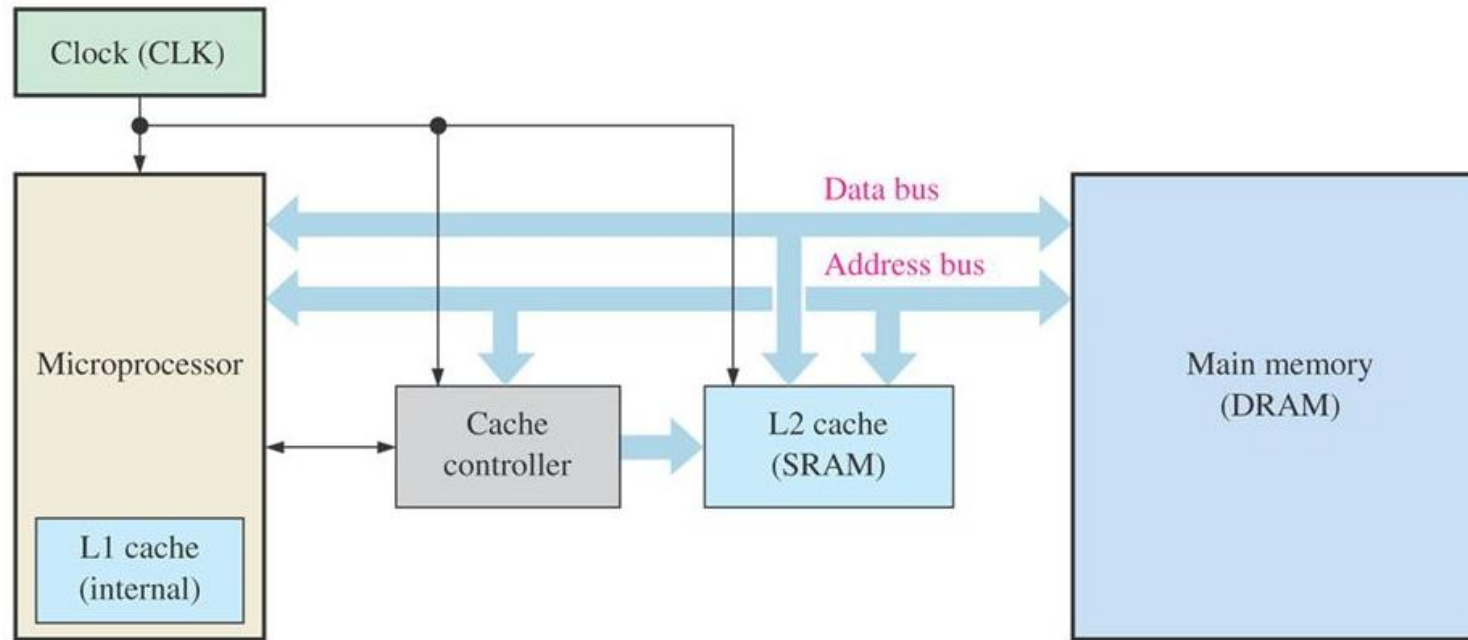 Clock (CLK)
Data bus
Address bus
Microprocessor
Main memory
(DRAM)
Cache
controller
L2 cache
(SRAM)
L1 cache
(internal)